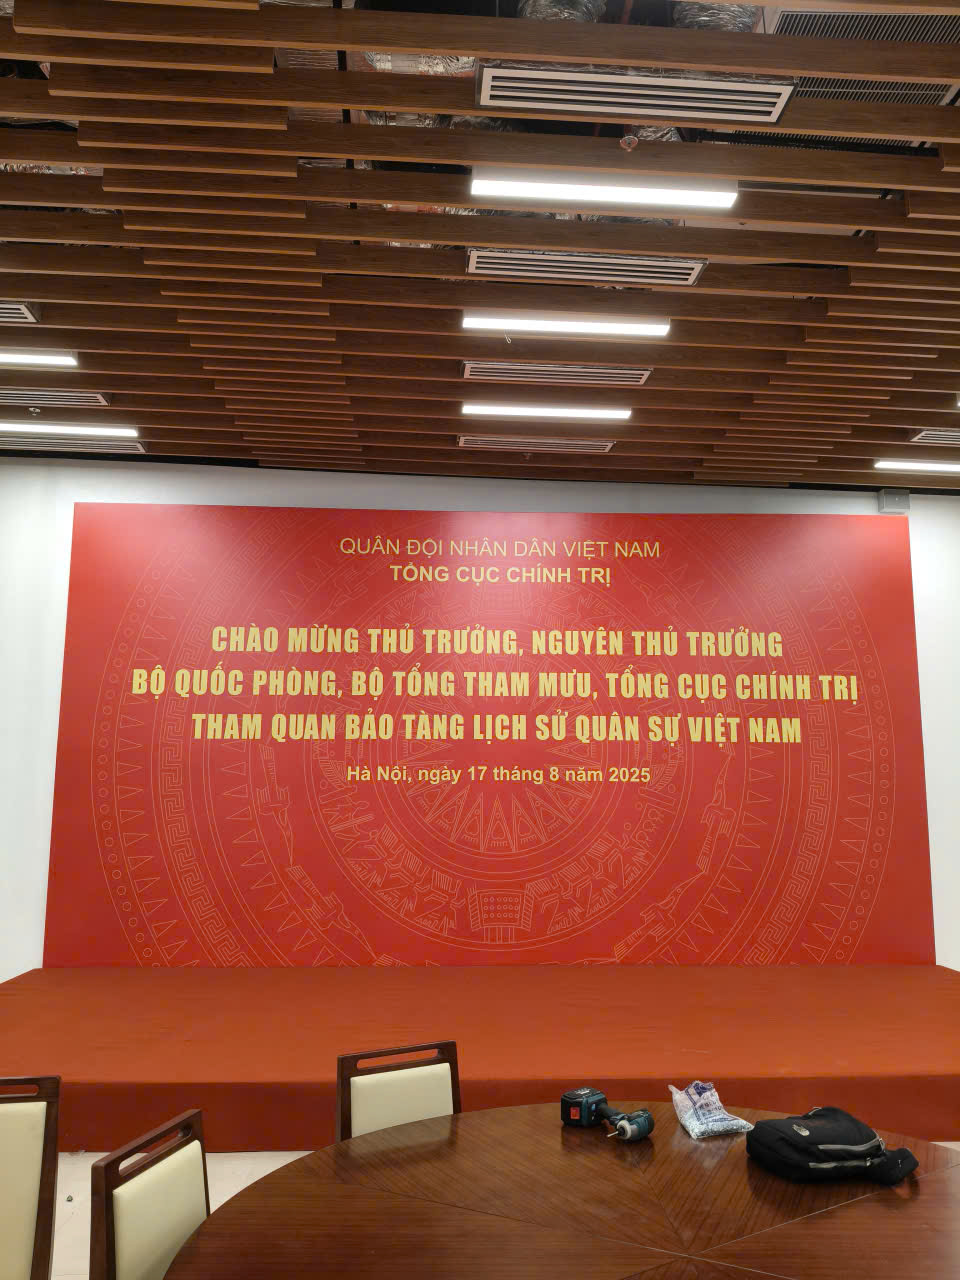 QUÂN ĐỘI NHÂN DÂN VIỆT NAM
TỔNG CỤC CHÍNH TRỊ
CHÀO MỪNG THỦ TRƯỞNG, NGUYÊN THỦ TRƯỞNG
BỘ QUỐC PHÒNG, BỘ TỔNG THAM MƯU, TỔNG CỤC CHÍNH TRỊ
THAM QUAN BẢO TÀNG LỊCH SỬ QUÂN SỰ VIỆT NAM
Hà Nội, ngày 17 tháng 8 năm 2025